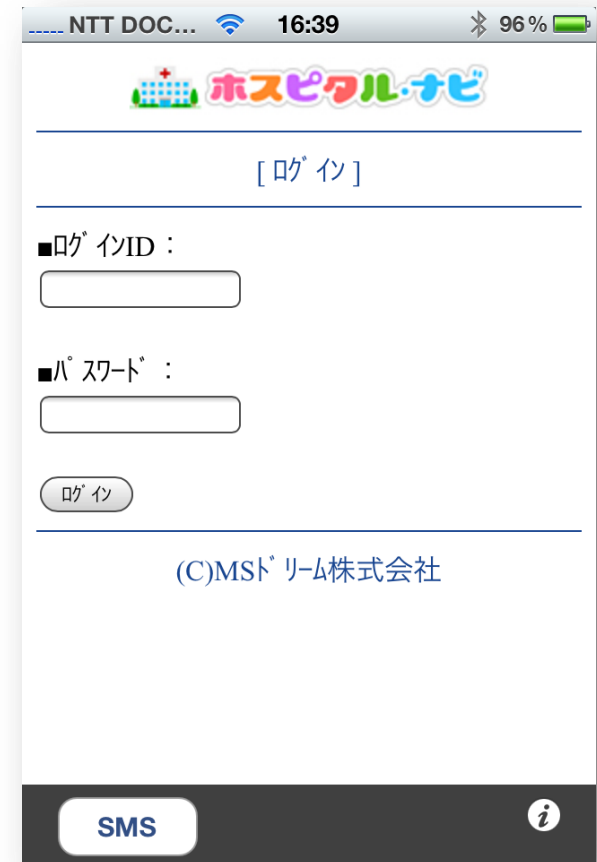 NTT DOC... 16:39 96%
ホスピタル・ナビ
[ ﾛｸﾞｲﾝ ]
■ﾛｸﾞｲﾝID：
■ﾊﾟｽﾜｰﾄﾞ：
ﾛｸﾞｲﾝ
(C)MSﾄﾞﾘｰﾑ株式会社
SMS
i